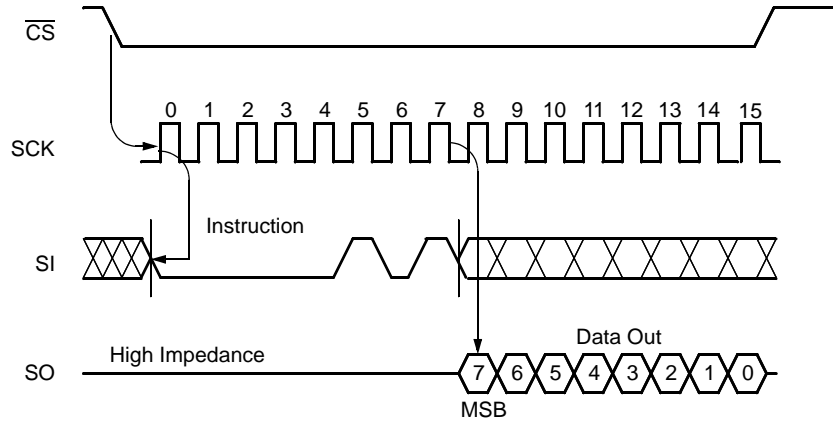 CS
0 1 2 3 4 5 6 7 8 9 10 11 12 13 14 15
SCK
Instruction
SI
High Impedance
Data Out
SO
7 6 5 4 3 2 1 0
MSB